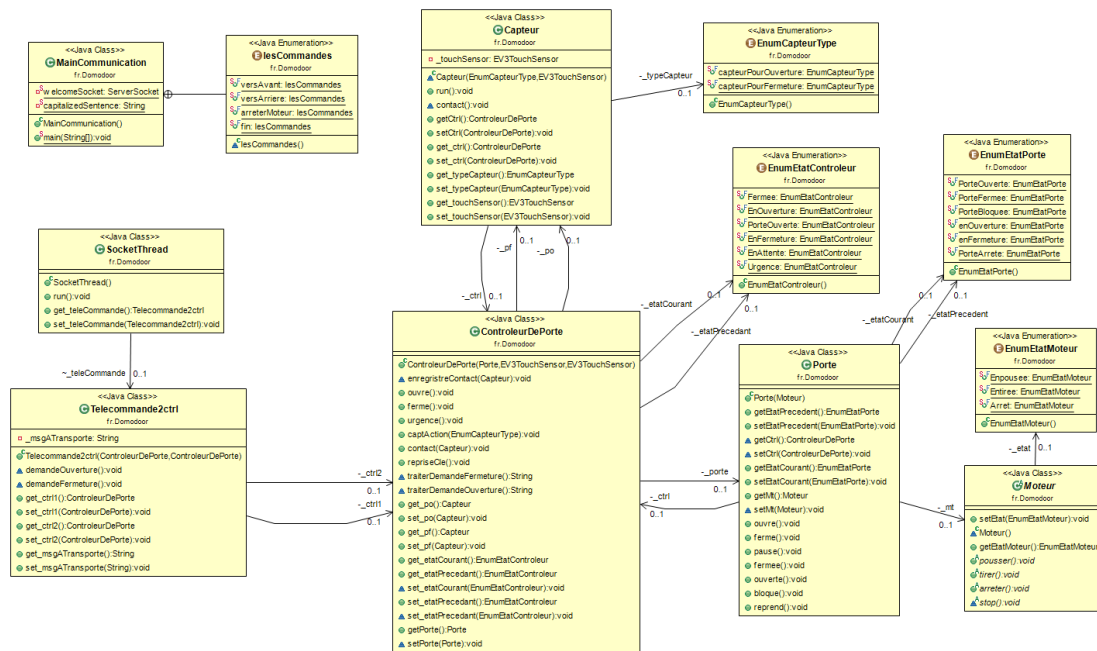 <<Java Class>>
MainCommunication
fr.Domodoor
welcomeSocket: ServerSocket
capitalizedSentence: String
MainCommunication()
main(String[]):void
<<Java Enumeration>>
lesCommandes
fr.Domodoor
versAvant: lesCommandes
versArriere: lesCommandes
arreterMoteur: lesCommandes
fin: lesCommandes
lesCommandes()
<<Java Class>>
Capteur
fr.Domodoor
_touchSensor: EV3TouchSensor
Capteur(EnumCapteurType,EV3TouchSensor)
run():void
contact():void
getCtrl():ControleurDePorte
setCtrl(ControleurDePorte):void
get_ctrl():ControleurDePorte
set_ctrl(ControleurDePorte):void
get_typeCapteur():EnumCapteurType
set_typeCapteur(EnumCapteurType):void
get_touchSensor():EV3TouchSensor
set_touchSensor(EV3TouchSensor):void
-_typeCapteur
0..1
<<Java Enumeration>>
EnumCapteurType
fr.Domodoor
capteurPourOuverture: EnumCapteurType
capteurPourFermeture: EnumCapteurType
EnumCapteurType()
<<Java Enumeration>>
EnumEtatControleur
fr.Domodoor
Fermee: EnumEtatControleur
EnOuverture: EnumEtatControleur
PorteOuverte: EnumEtatControleur
EnFermeture: EnumEtatControleur
EnAttente: EnumEtatControleur
Urgence: EnumEtatControleur
EnumEtatControleur()
<<Java Enumeration>>
EnumEtatPorte
fr.Domodoor
PorteOuverte: EnumEtatPorte
PorteFermee: EnumEtatPorte
PorteBloquee: EnumEtatPorte
enOuverture: EnumEtatPorte
enFermeture: EnumEtatPorte
PorteArrete: EnumEtatPorte
EnumEtatPorte()
<<Java Class>>
SocketThread
fr.Domodoor
SocketThread()
run():void
get_teleCommande():Telecommande2ctrl
set_teleCommande(Telecommande2ctrl):void
-_pf
0..1
-_po
0..1
-_ctrl
0..1
-_etatCourant
0..1
-_etatPrecedant
0..1
-_etatCourant
0..1
-_etatPrecedent
0..1
~_teleCommande
0..1
<<Java Class>>
Telecommande2ctrl
fr.Domodoor
_msgATransporte: String
Telecommande2ctrl(ControleurDePorte,ControleurDePorte)
demandeOuverture():void
demandeFermeture():void
get_ctrl1():ControleurDePorte
set_ctrl1(ControleurDePorte):void
get_ctrl2():ControleurDePorte
set_ctrl2(ControleurDePorte):void
get_msgATransporte():String
set_msgATransporte(String):void
-_ctrl2
0..1
-_ctrl1
0..1
<<Java Class>>
ControleurDePorte
fr.Domodoor
ControleurDePorte(Porte,EV3TouchSensor,EV3TouchSensor)
enregistreContact(Capteur):void
ouvre():void
ferme():void
urgence():void
captAction(EnumCapteurType):void
contact(Capteur):void
repriseCle():void
traiterDemandeFermeture():String
traiterDemandeOuverture():String
get_po():Capteur
set_po(Capteur):void
get_pf():Capteur
set_pf(Capteur):void
get_etatCourant():EnumEtatControleur
get_etatPrecedant():EnumEtatControleur
set_etatCourant(EnumEtatControleur):void
set_etatPrecedant():EnumEtatControleur
set_etatPrecedant(EnumEtatControleur):void
getPorte():Porte
setPorte(Porte):void
-_porte
0..1
-_ctrl
0..1
<<Java Class>>
Porte
fr.Domodoor
Porte(Moteur)
getEtatPrecedent():EnumEtatPorte
setEtatPrecedent(EnumEtatPorte):void
getCtrl():ControleurDePorte
setCtrl(ControleurDePorte):void
getEtatCourant():EnumEtatPorte
setEtatCourant(EnumEtatPorte):void
getMt():Moteur
setMt(Moteur):void
ouvre():void
ferme():void
pause():void
fermee():void
ouverte():void
bloque():void
reprend():void
<<Java Enumeration>>
EnumEtatMoteur
fr.Domodoor
Enpousee: EnumEtatMoteur
Entiree: EnumEtatMoteur
Arret: EnumEtatMoteur
EnumEtatMoteur()
-_etat
0..1
-_mt
0..1
<<Java Class>>
Moteur
fr.Domodoor
setEtat(EnumEtatMoteur):void
Moteur()
getEtatMoteur():EnumEtatMoteur
pousser():void
tirer():void
arreter():void
stop():void